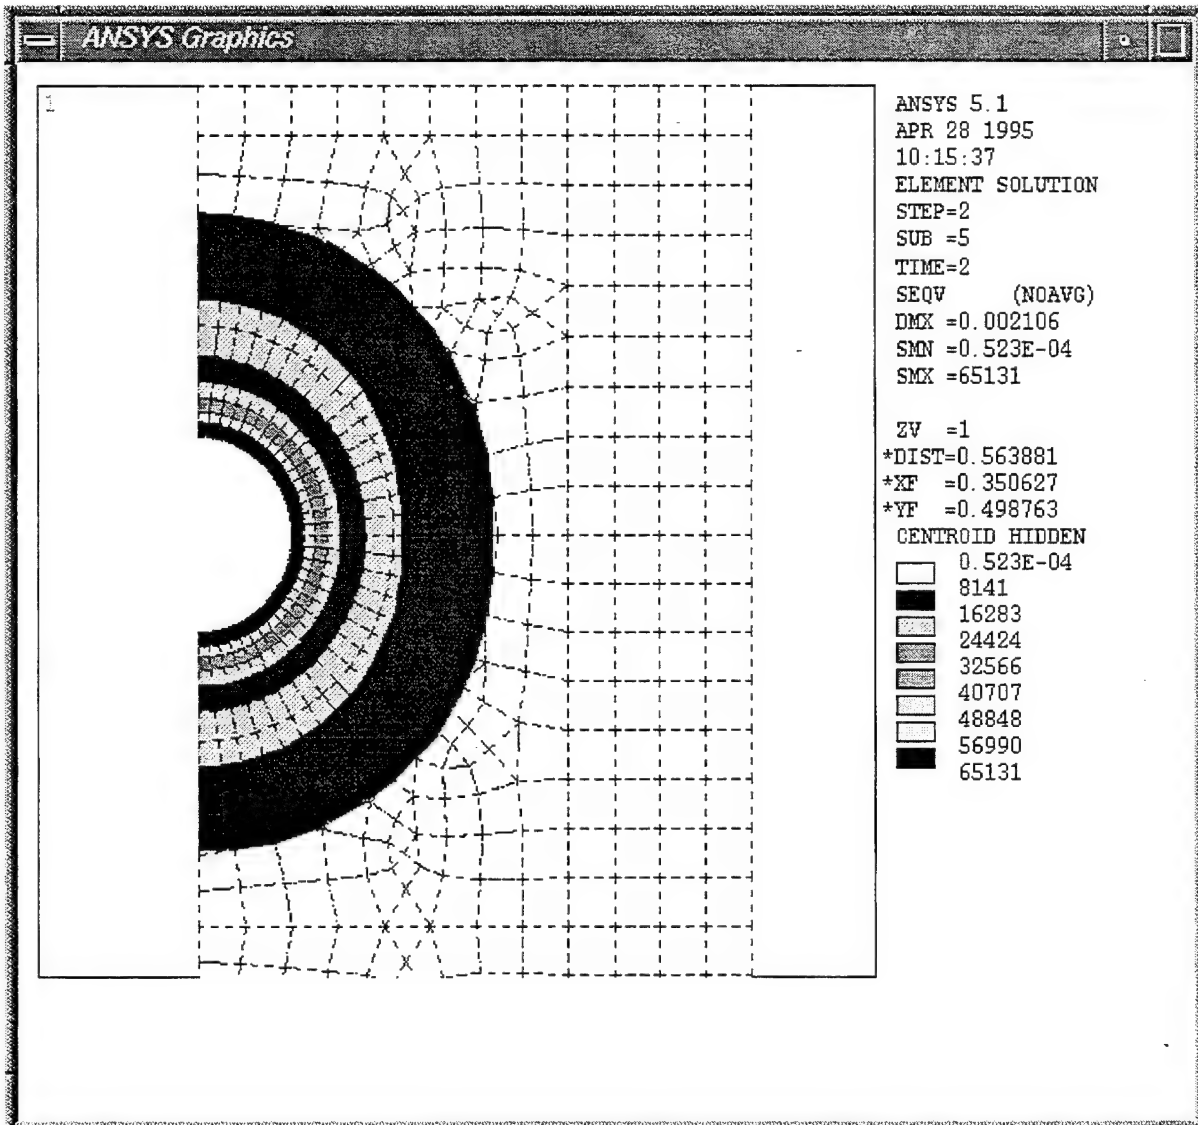 ANSYS Graphics
1
ANSYS 5.1
APR 28 1995
10:15:37
ELEMENT SOLUTION
STEP=2
SUB =5
TIME=2
SEQV (NOAVG)
DMX =0.002106
SMN =0.523E-04
SMX =65131
ZV =1
*DIST=0.563881
*XF =0.350627
*YF =0.498763
CENTROID HIDDEN
0.523E-04
8141
16283
24424
32566
40707
48848
56990
65131